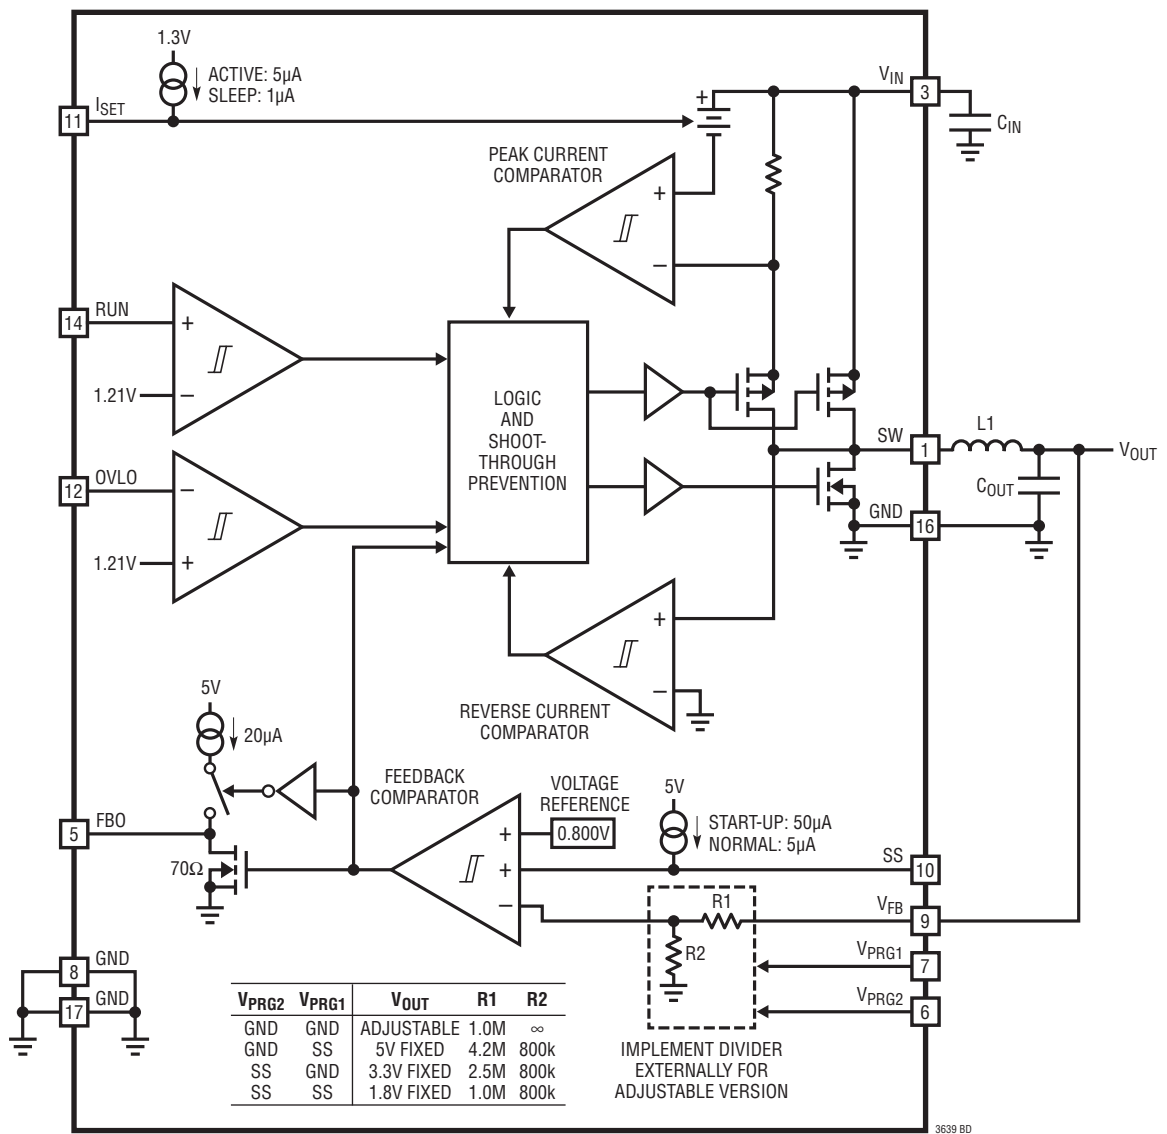 1.3V
ACTIVE: 5µA
SLEEP: 1µA
11
ISET
VIN
3
CIN
+
PEAK CURRENT
COMPARATOR
+
–
14
RUN
+
1.21V
–
LOGIC
AND
SHOOT-
THROUGH
PREVENTION
SW
1
L1
VOUT
COUT
12
OVLO
–
1.21V
+
GND
16
+
–
REVERSE CURRENT
COMPARATOR
5V
20µA
FEEDBACK
COMPARATOR
VOLTAGE
REFERENCE
0.800V
5V
START-UP: 50µA
NORMAL: 5µA
5
FBO
70Ω
+
+
–
SS
10
R1
R2
VFB
9
VPRG1
7
VPRG2
6
8
GND
17
GND
VPRG2 VPRG1 VOUT R1 R2
GND GND ADJUSTABLE 1.0M ∞
GND SS 5V FIXED 4.2M 800k
SS GND 3.3V FIXED 2.5M 800k
SS SS 1.8V FIXED 1.0M 800k
IMPLEMENT DIVIDER
EXTERNALLY FOR
ADJUSTABLE VERSION
3639 BD